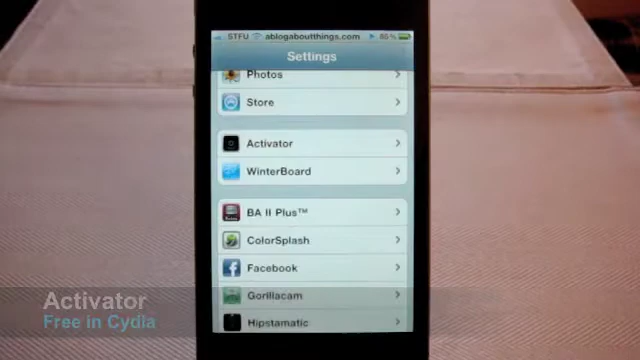 STFU ablogaboutthings.com 85%
Settings
Photos
Store
Activator
WinterBoard
BA II Plus™
ColorSplash
Facebook
Gorillacam
Hipstamatic
Activator
Free in Cydia